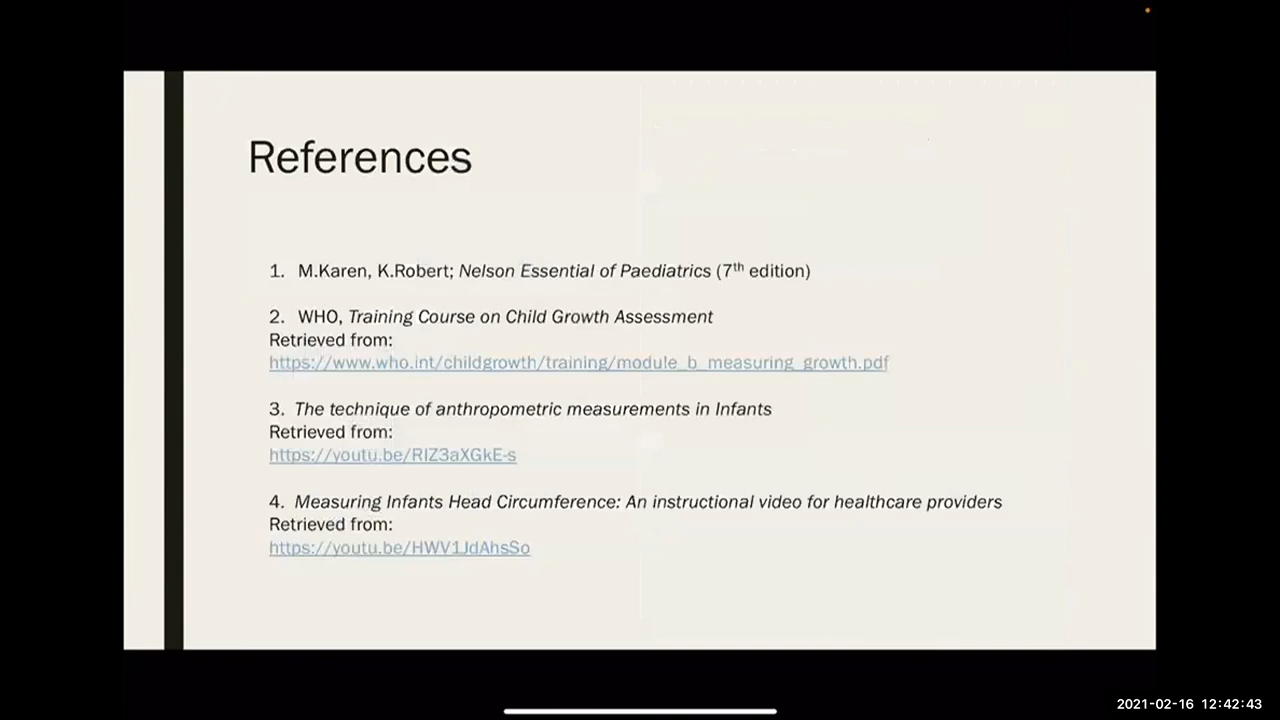 References
1. M.Karen, K.Robert; Nelson Essential of Paediatrics (7th edition)
2. WHO, Training Course on Child Growth Assessment
Retrieved from:
https://www.who.int/childgrowth/training/module_b_measuring_growth.pdf
3. The technique of anthropometric measurements in Infants
Retrieved from:
https://youtu.be/RIZ3aXGkE-s
4. Measuring Infants Head Circumference: An instructional video for healthcare providers
Retrieved from:
https://youtu.be/HWV1JdAhsSo
2021-02-16 12:42:43